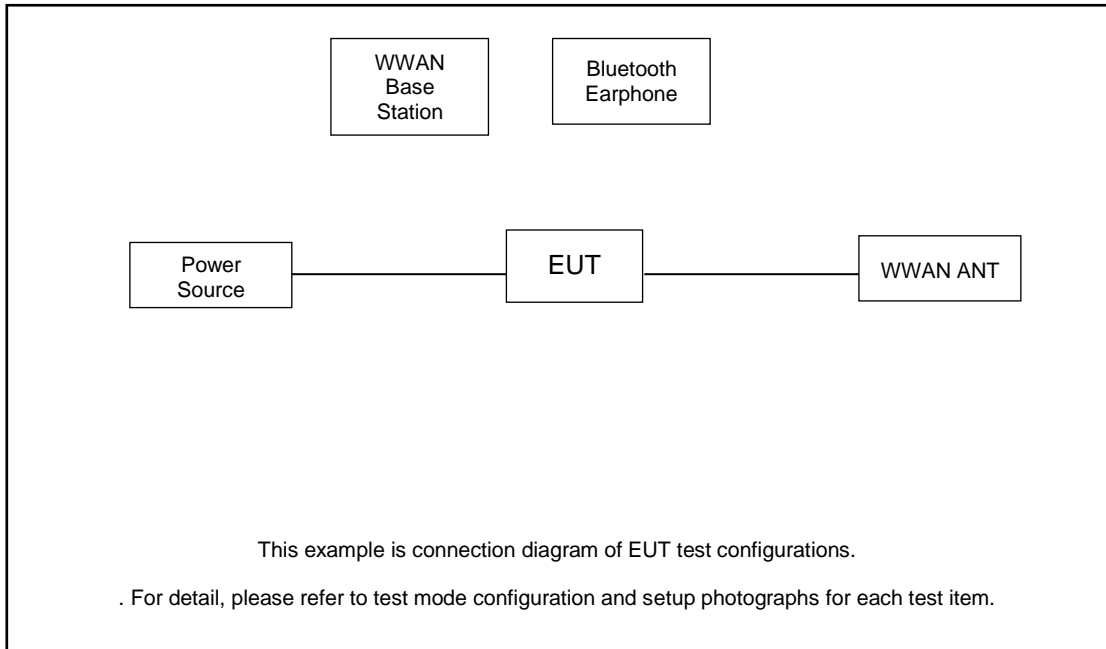 WWAN
Base
Station
Bluetooth
Earphone
Power
Source
EUT
WWAN ANT
This example is connection diagram of EUT test configurations.
. For detail, please refer to test mode configuration and setup photographs for each test item.